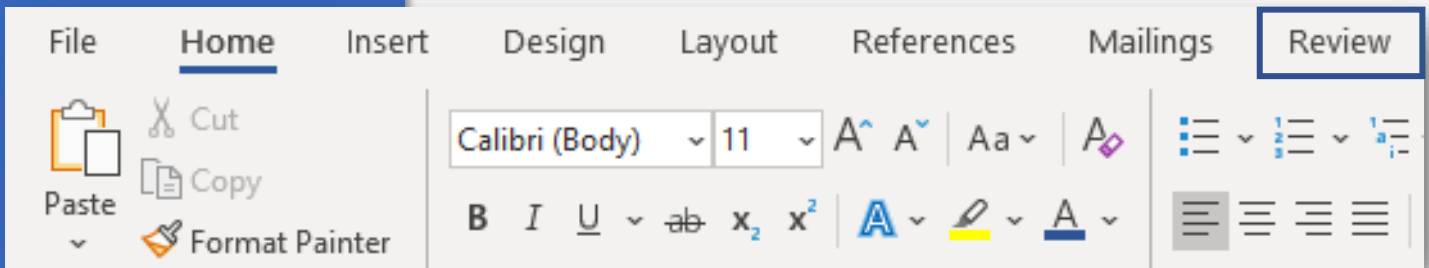 File Home Insert Design Layout References Mailings Review
Cut
Copy
Paste
Format Painter
Calibri (Body) 11 A A Aa A
B I U ab x₂ x² A A